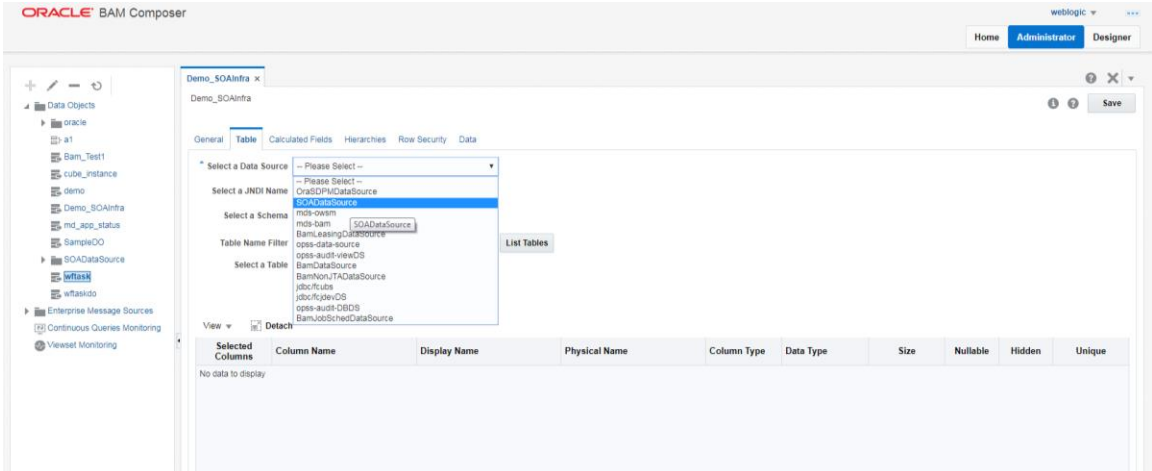 ORACLE BAM Composer
weblogic
Home Administrator Designer
Demo_SOAInfra ×
Demo_SOAInfra
Save
Data Objects
oracle
a1
Bam_Test1
cube_instance
demo
Demo_SOAInfra
md_app_status
SampleDO
SOADataSource
wftask
wftaskdo
Enterprise Message Sources
Continuous Queries Monitoring
Viewset Monitoring
General Table Calculated Fields Hierarchies Row Security Data
* Select a Data Source -- Please Select --
Select a JNDI Name
Select a Schema
Table Name Filter
List Tables
Select a Table
-- Please Select --
OraSDPMDataSource
SOADataSource
mds-owsm
mds-bam
SOADataSource
BamLeasingDataSource
opss-data-source
opss-audit-viewDS
BamDataSource
BamNonJTADataSource
jdbc/fcubs
jdbc/fcjdevDS
opss-audit-DBDS
BamJobSchedDataSource
View Detach
Selected Columns Column Name Display Name Physical Name Column Type Data Type Size Nullable Hidden Unique
No data to display